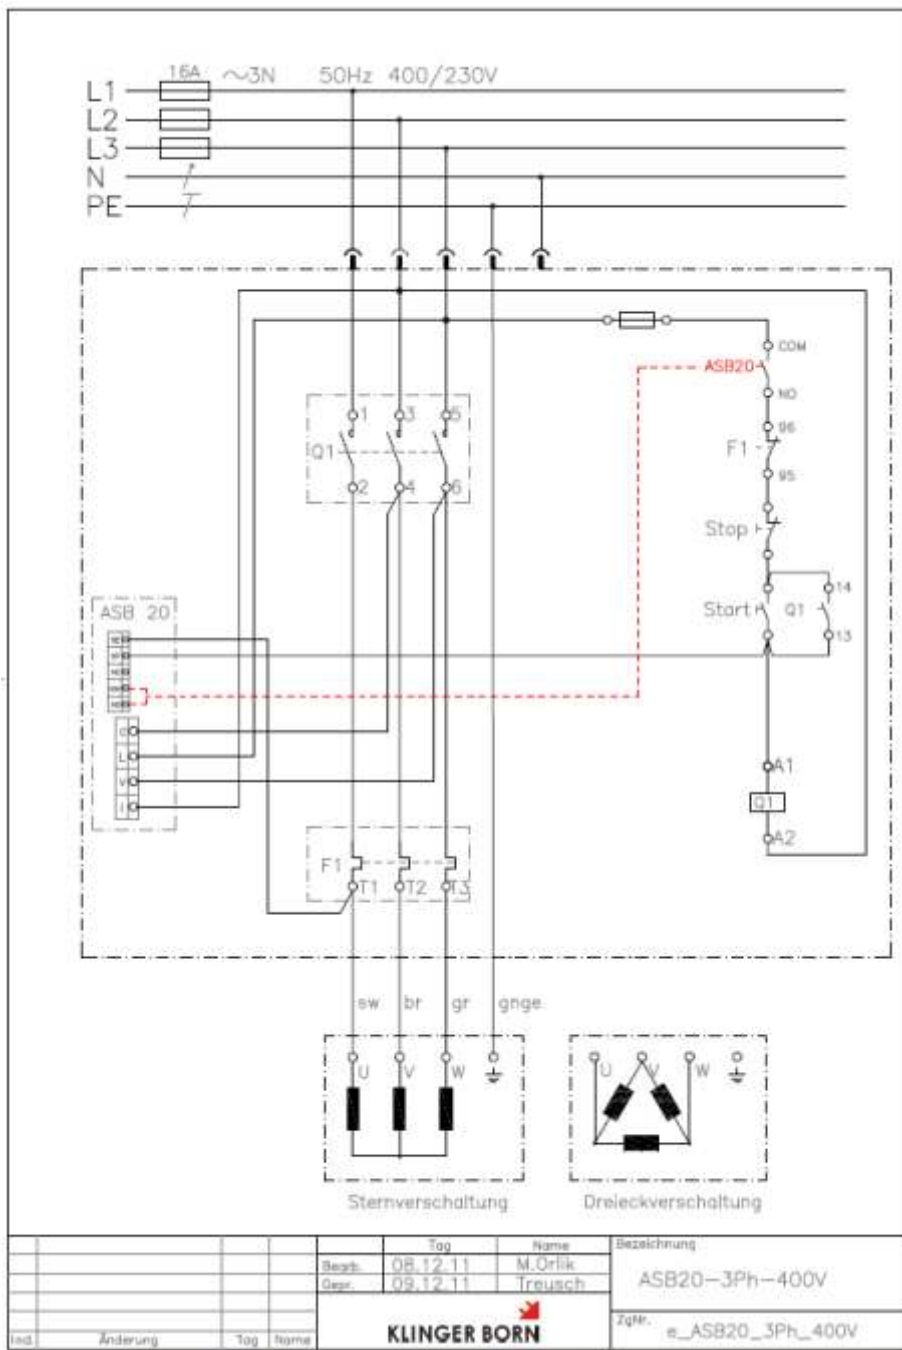 16A ~3N 50Hz 400/230V
L1
L2
L3
N
PE
COM
ASB20
NO
96
F1
95
Stop
Start
Q1
14
13
1 3 5
Q1
2 4 6
ASB 20
L
V
A1
Q1
A2
F1
T1 T2 T3
sw br gr gnge
U V W
U V W
Sternverschaltung
Dreieckverschaltung
Tag Name
Bearb. 08.12.11 M.Orlik
Gepr. 09.12.11 Treusch
Ind. Änderung Tag Name
KLINGER BORN
Bezeichnung
ASB20-3Ph-400V
ZgNr.
e_ASB20_3Ph_400V